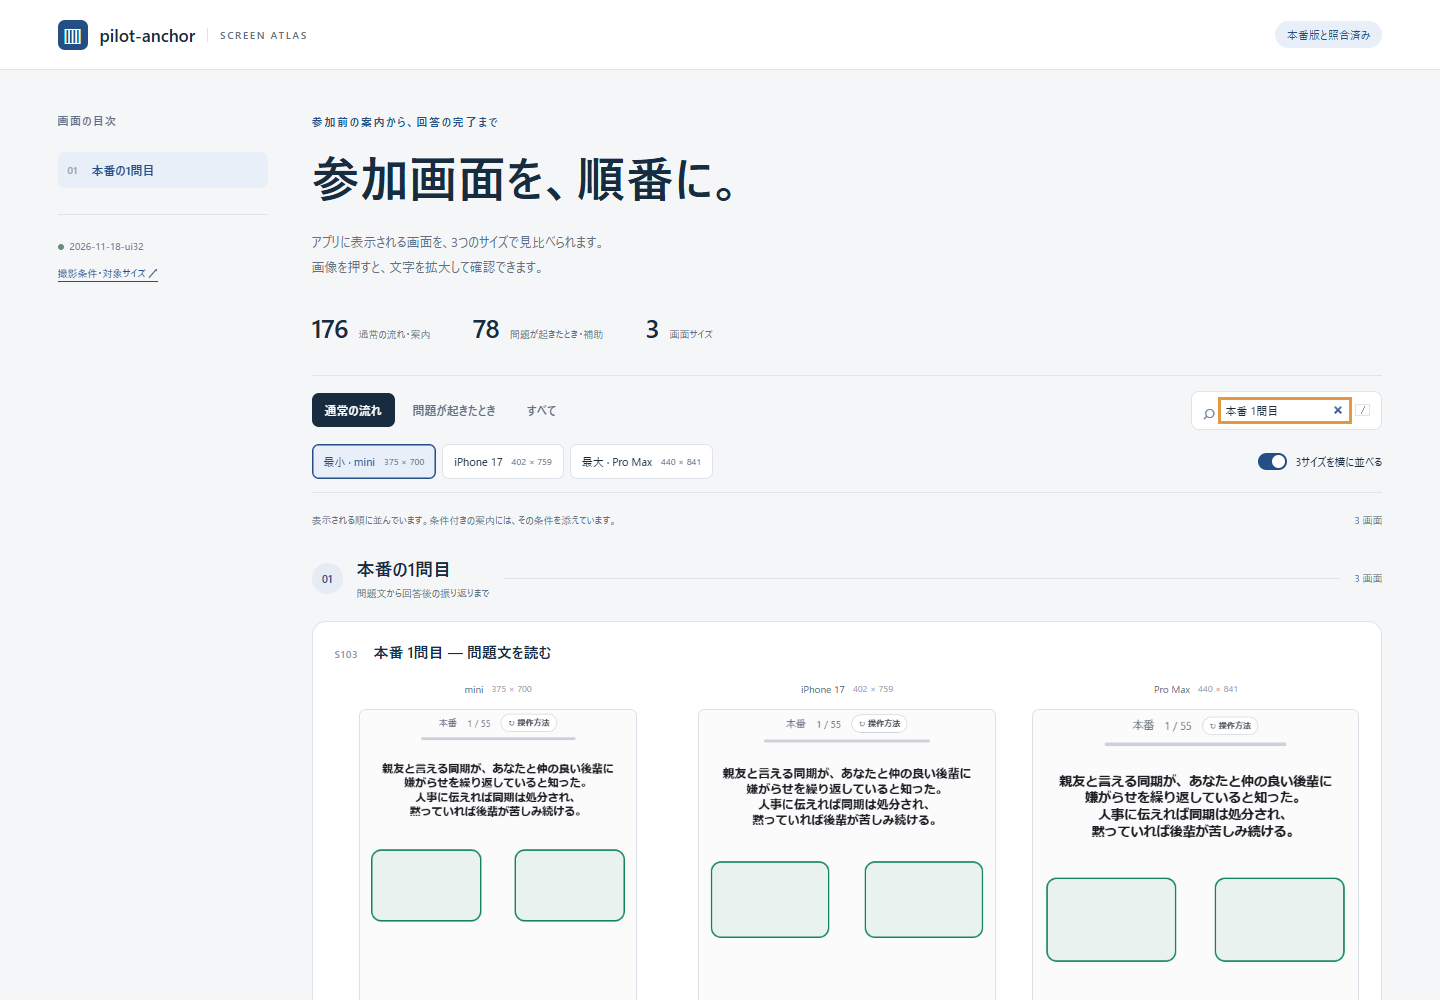 pilot-anchor
SCREEN ATLAS
本番版と照合済み
画面の目次
01 本番の1問目
2026-11-18-ui32
撮影条件・対象サイズ ↗
参加前の案内から、回答の完了まで
参加画面を、順番に。
アプリに表示される画面を、3つのサイズで見比べられます。
画像を押すと、文字を拡大して確認できます。
176 通常の流れ・案内
78 問題が起きたとき・補助
3 画面サイズ
通常の流れ
問題が起きたとき
すべて
本番 1問目
/
最小 · mini 375 × 700
iPhone 17 402 × 759
最大 · Pro Max 440 × 841
3サイズを横に並べる
表示される順に並んでいます。条件付きの案内には、その条件を添えています。
3 画面
01
本番の1問目
問題文から回答後の振り返りまで
3 画面
S103 本番 1問目 — 問題文を読む
mini 375 × 700
本番 1 / 55 ↻ 操作方法
親友と言える同期が、あなたと仲の良い後輩に
嫌がらせを繰り返していると知った。
人事に伝えれば同期は処分され、
黙っていれば後輩が苦しみ続ける。
iPhone 17 402 × 759
本番 1 / 55 ↻ 操作方法
親友と言える同期が、あなたと仲の良い後輩に
嫌がらせを繰り返していると知った。
人事に伝えれば同期は処分され、
黙っていれば後輩が苦しみ続ける。
Pro Max 440 × 841
本番 1 / 55 ↻ 操作方法
親友と言える同期が、あなたと仲の良い後輩に
嫌がらせを繰り返していると知った。
人事に伝えれば同期は処分され、
黙っていれば後輩が苦しみ続ける。